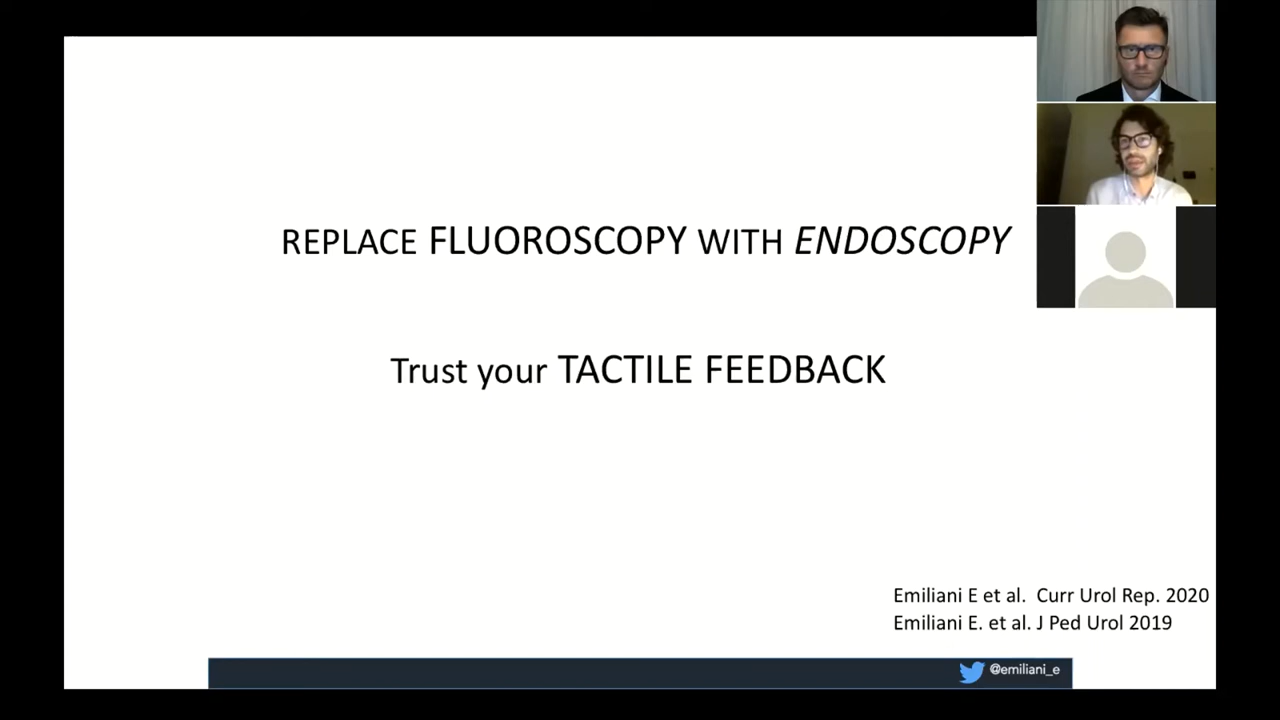 REPLACE FLUOROSCOPY WITH ENDOSCOPY
Trust your TACTILE FEEDBACK
Emiliani E et al. Curr Urol Rep. 2020
Emiliani E. et al. J Ped Urol 2019
@emiliani_e